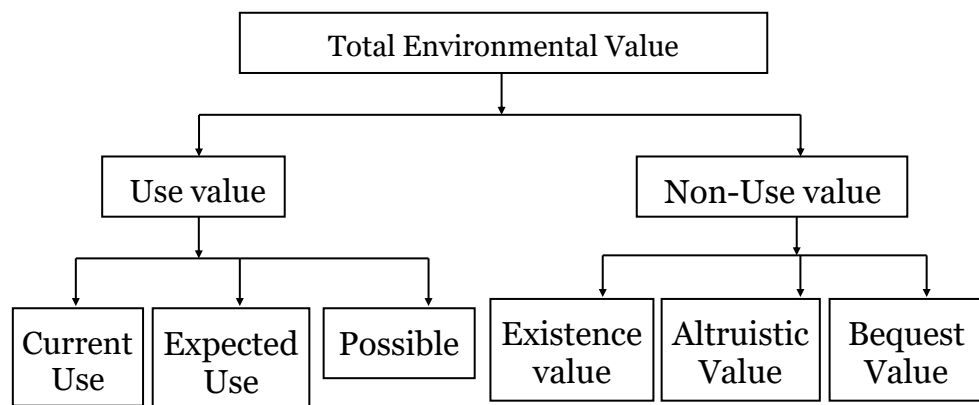 Total Environmental Value
Use value
Non-Use value
Current
Use
Expected
Use
Possible
Existence
value
Altruistic
Value
Bequest
Value